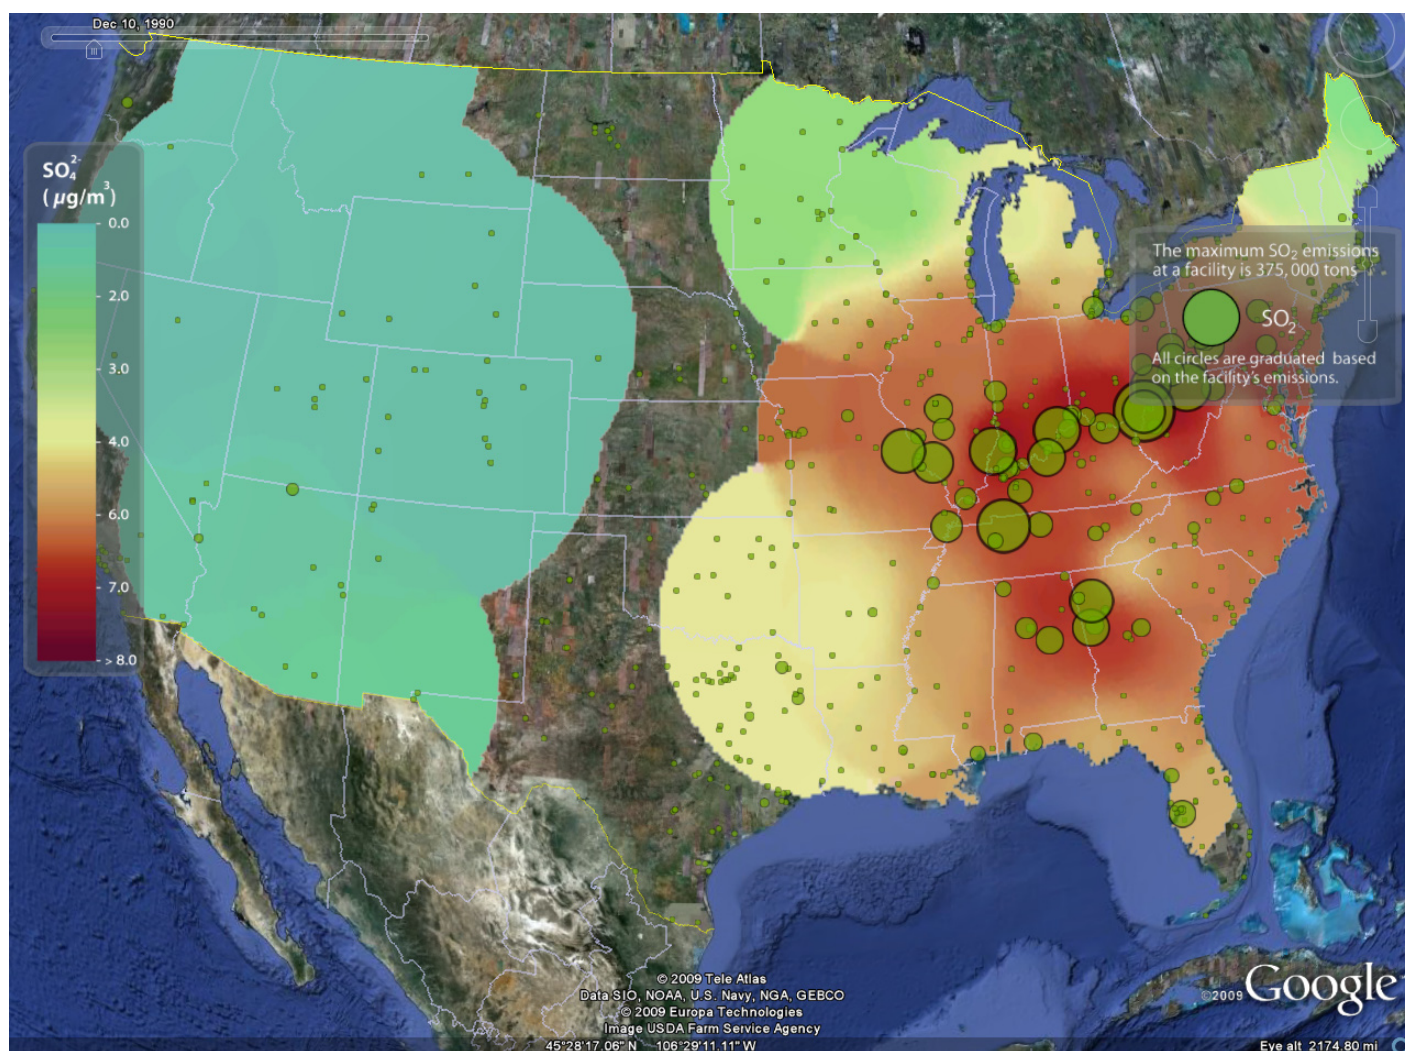 Dec 10, 1990
SO₄²⁻
(μg/m³)
0.0
2.0
3.0
4.0
6.0
7.0
> 8.0
The maximum SO₂ emissions
at a facility is 375,000 tons
SO₂
All circles are graduated based
on the facility's emissions.
© 2009 Tele Atlas
Data SIO, NOAA, U.S. Navy, NGA, GEBCO
© 2009 Europa Technologies
Image USDA Farm Service Agency
©2009 Google
45°28'17.06" N 106°29'11.11" W
Eye alt 2174.80 mi